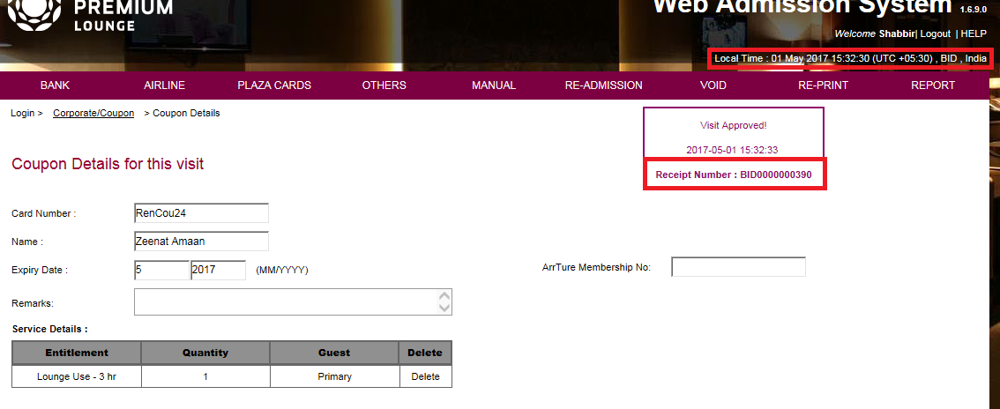 PREMIUM
LOUNGE
Web Admission System 1.6.9.0
Welcome Shabbir| Logout | HELP
Local Time : 01 May 2017 15:32:30 (UTC +05:30) , BID , India
BANK AIRLINE PLAZA CARDS OTHERS MANUAL RE-ADMISSION VOID RE-PRINT REPORT
Login > Corporate/Coupon > Coupon Details
Visit Approved!
2017-05-01 15:32:33
Receipt Number : BID0000000390
Coupon Details for this visit
Card Number : RenCou24
Name : Zeenat Amaan
Expiry Date : 5 2017 (MM/YYYY) ArrTure Membership No:
Remarks:
Service Details :
Entitlement Quantity Guest Delete
Lounge Use - 3 hr 1 Primary Delete